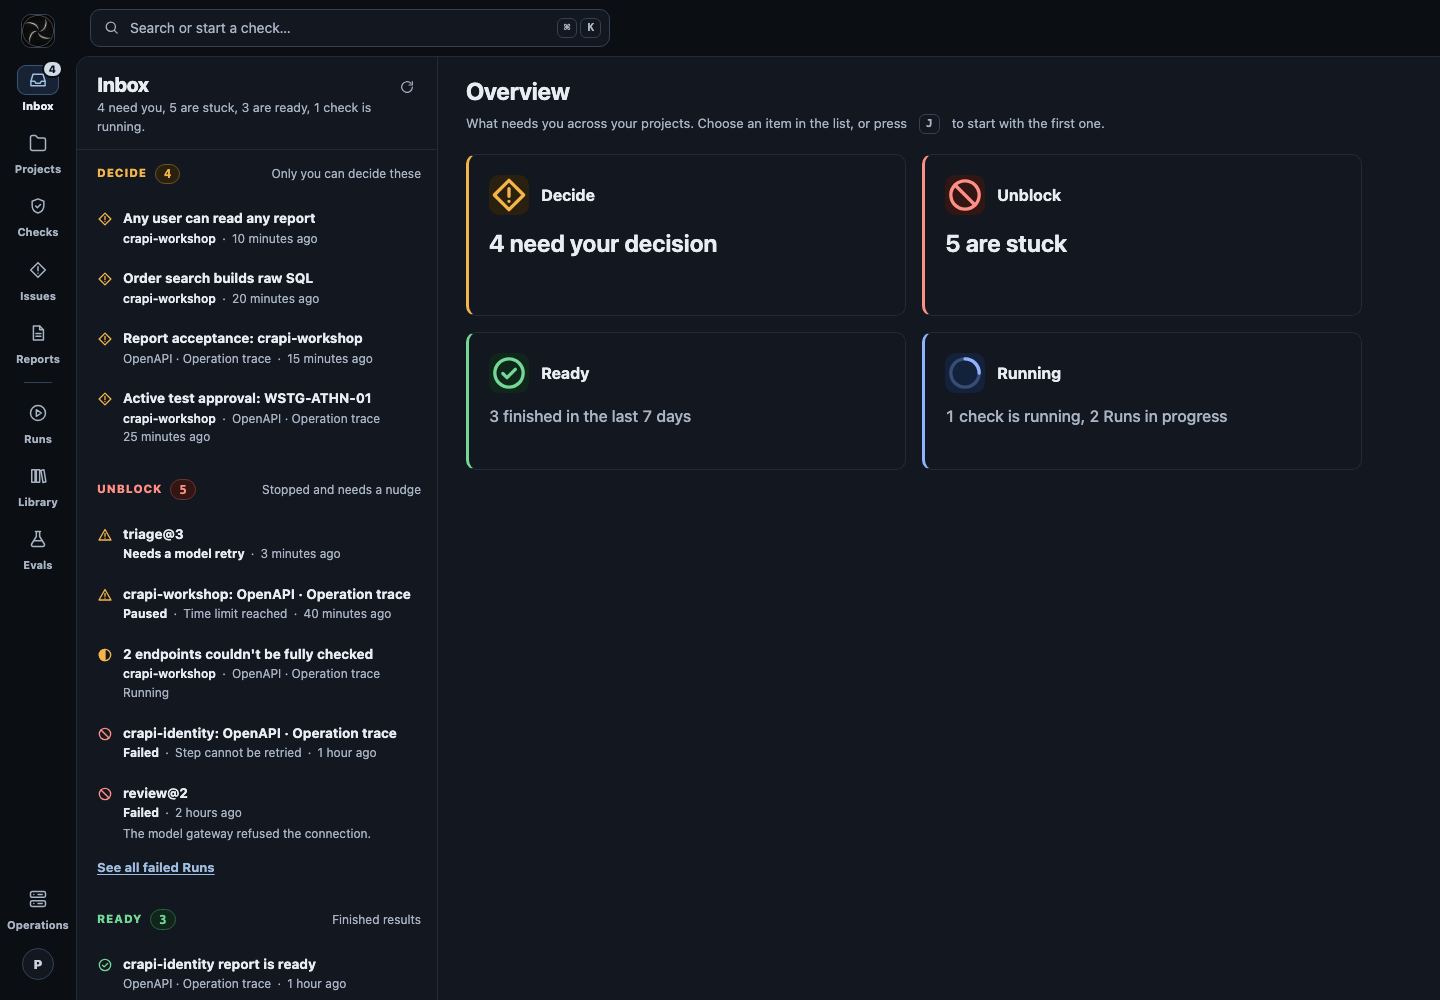 Search or start a check...
⌘ K
4
Inbox
Projects
Checks
Issues
Reports
Runs
Library
Evals
Operations
P
Inbox
4 need you, 5 are stuck, 3 are ready, 1 check is
running.
DECIDE 4 Only you can decide these
Any user can read any report
crapi-workshop · 10 minutes ago
Order search builds raw SQL
crapi-workshop · 20 minutes ago
Report acceptance: crapi-workshop
OpenAPI · Operation trace · 15 minutes ago
Active test approval: WSTG-ATHN-01
crapi-workshop · OpenAPI · Operation trace
25 minutes ago
UNBLOCK 5 Stopped and needs a nudge
triage@3
Needs a model retry · 3 minutes ago
crapi-workshop: OpenAPI · Operation trace
Paused · Time limit reached · 40 minutes ago
2 endpoints couldn't be fully checked
crapi-workshop · OpenAPI · Operation trace
Running
crapi-identity: OpenAPI · Operation trace
Failed · Step cannot be retried · 1 hour ago
review@2
Failed · 2 hours ago
The model gateway refused the connection.
See all failed Runs
READY 3 Finished results
crapi-identity report is ready
OpenAPI · Operation trace · 1 hour ago
Overview
What needs you across your projects. Choose an item in the list, or press J to start with the first one.
Decide
4 need your decision
Unblock
5 are stuck
Ready
3 finished in the last 7 days
Running
1 check is running, 2 Runs in progress